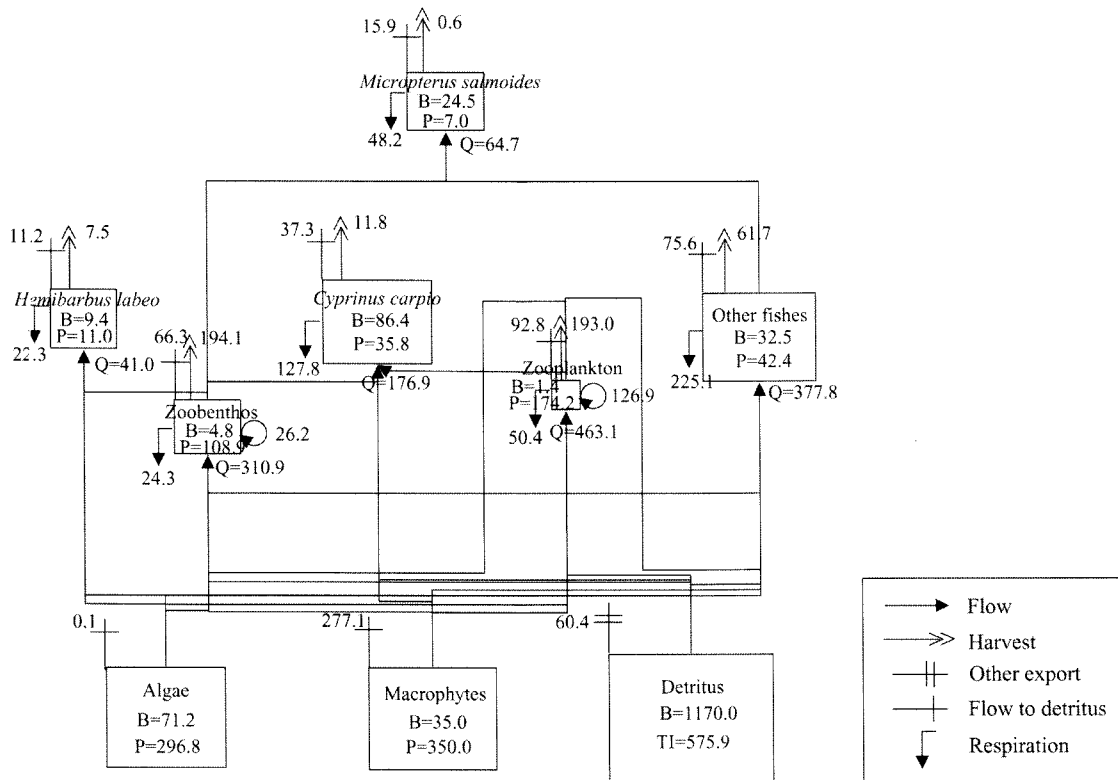 15.9
0.6
Micropterus salmoides
B=24.5
P=7.0
48.2
Q=64.7
11.2
7.5
37.3
11.8
75.6
61.7
Hemibarbus labeo
B=9.4
P=11.0
22.3
Q=41.0
Cyprinus carpio
B=86.4
P=35.8
127.8
Q=176.9
Other fishes
B=32.5
P=42.4
225.1
Q=377.8
66.3
194.1
Zoobenthos
B=4.8
P=108.9
26.2
24.3
Q=310.9
92.8
193.0
Zooplankton
B=1.4
P=174.2
126.9
50.4
Q=463.1
0.1
277.1
60.4
Algae
B=71.2
P=296.8
Macrophytes
B=35.0
P=350.0
Detritus
B=1170.0
TI=575.9
Flow
Harvest
Other export
Flow to detritus
Respiration